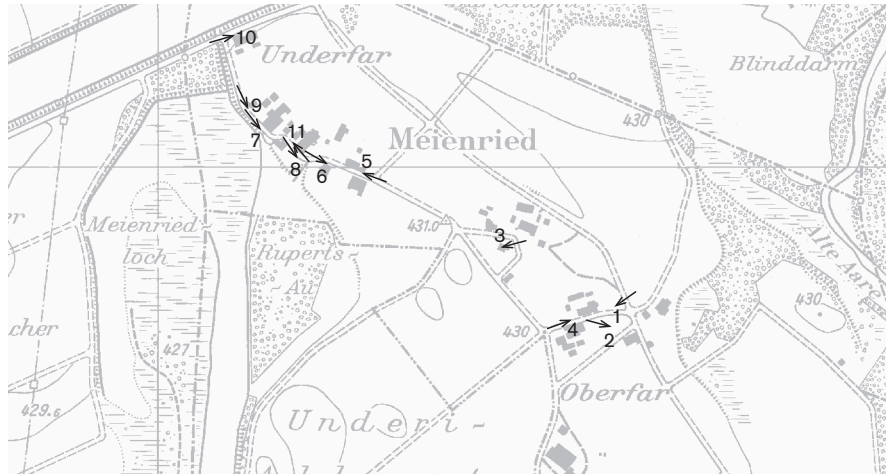 10
Underfar
Blinddarm
9
430
7
11
Meienried
8
6
5
Meienried-
loch
431.0
3
Ruperts-
Au
Alte Aare
430
1
4
2
430
cher
427
429.6
Oberfar
Underi-